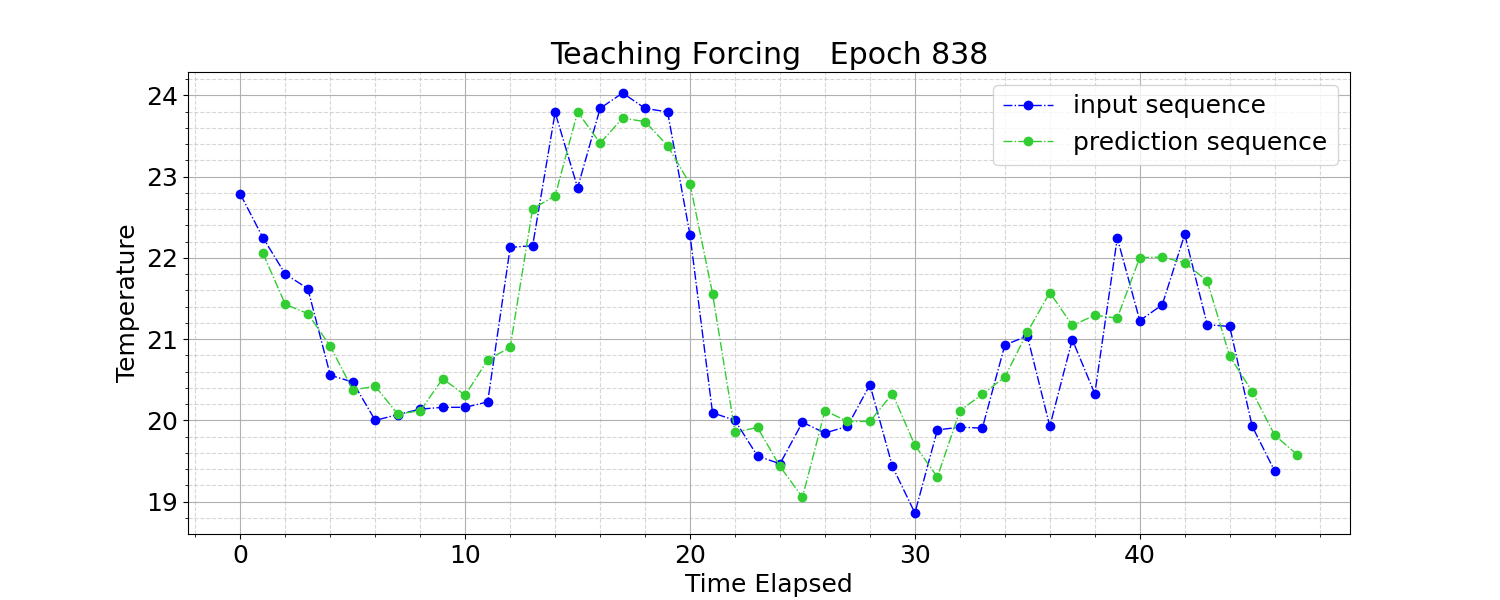 Teaching Forcing   Epoch 838
24
23
22
21
20
19
Temperature
input sequence
prediction sequence
0 10 20 30 40
Time Elapsed